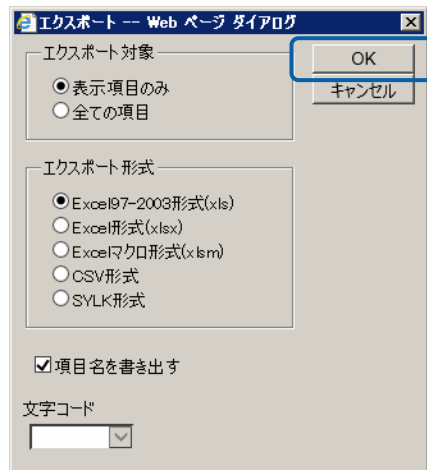 エクスポート -- Web ページ ダイアログ
エクスポート対象
表示項目のみ
全ての項目
OK
キャンセル
エクスポート形式
Excel97-2003形式(xls)
Excel形式(xlsx)
Excelマクロ形式(xlsm)
CSV形式
SYLK形式
項目名を書き出す
文字コード